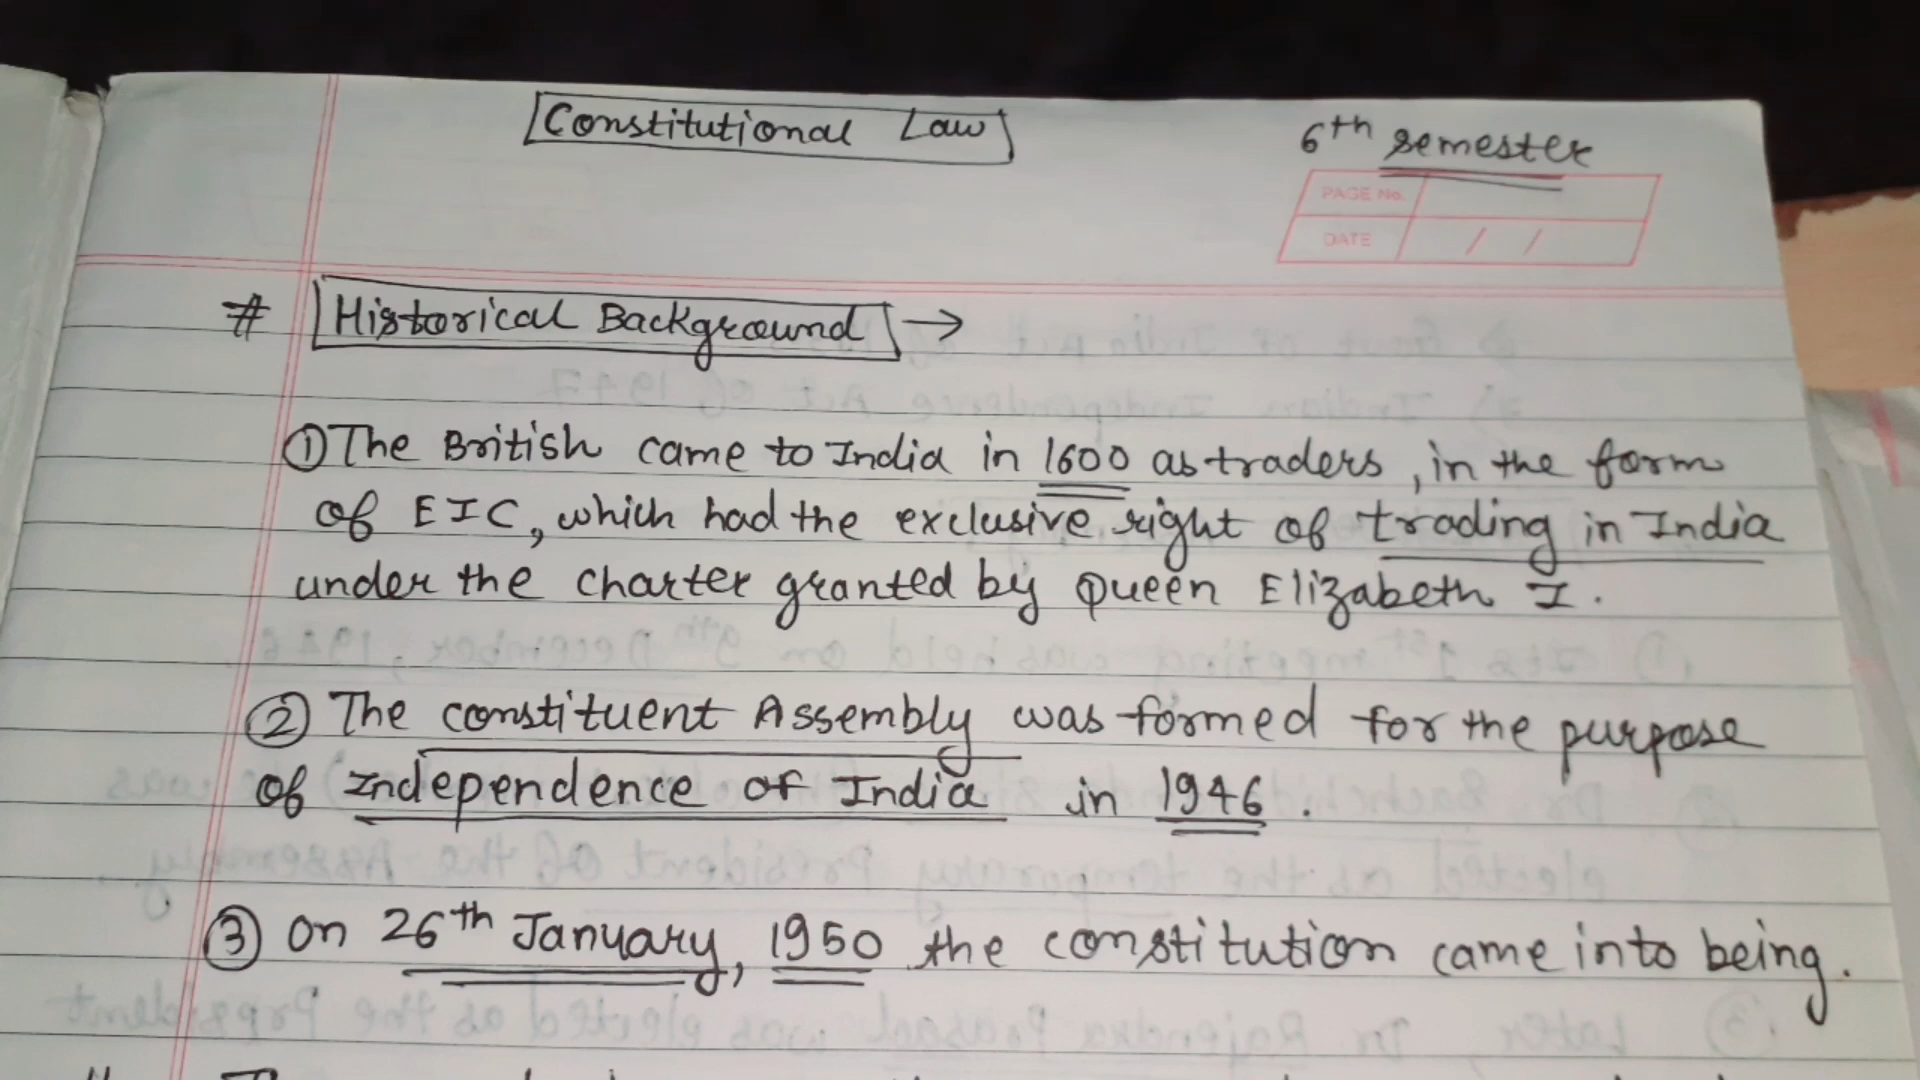 Constitutional Law
6th semester
PAGE No.
DATE / /
# Historical Background →
① The British came to India in 1600 as traders, in the form
of EIC, which had the exclusive right of trading in India
under the charter granted by Queen Elizabeth I.
② The constituent Assembly was formed for the purpose
of Independence of India in 1946.
③ On 26th January, 1950 the constitution came into being.